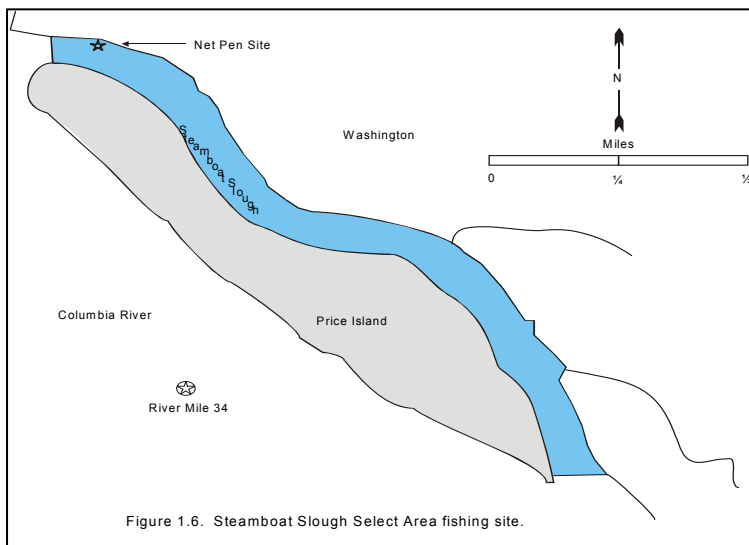 Net Pen Site
N
Washington
Miles
0 ¼ ½
Steamboat Slough
Columbia River
Price Island
River Mile 34
Figure 1.6. Steamboat Slough Select Area fishing site.